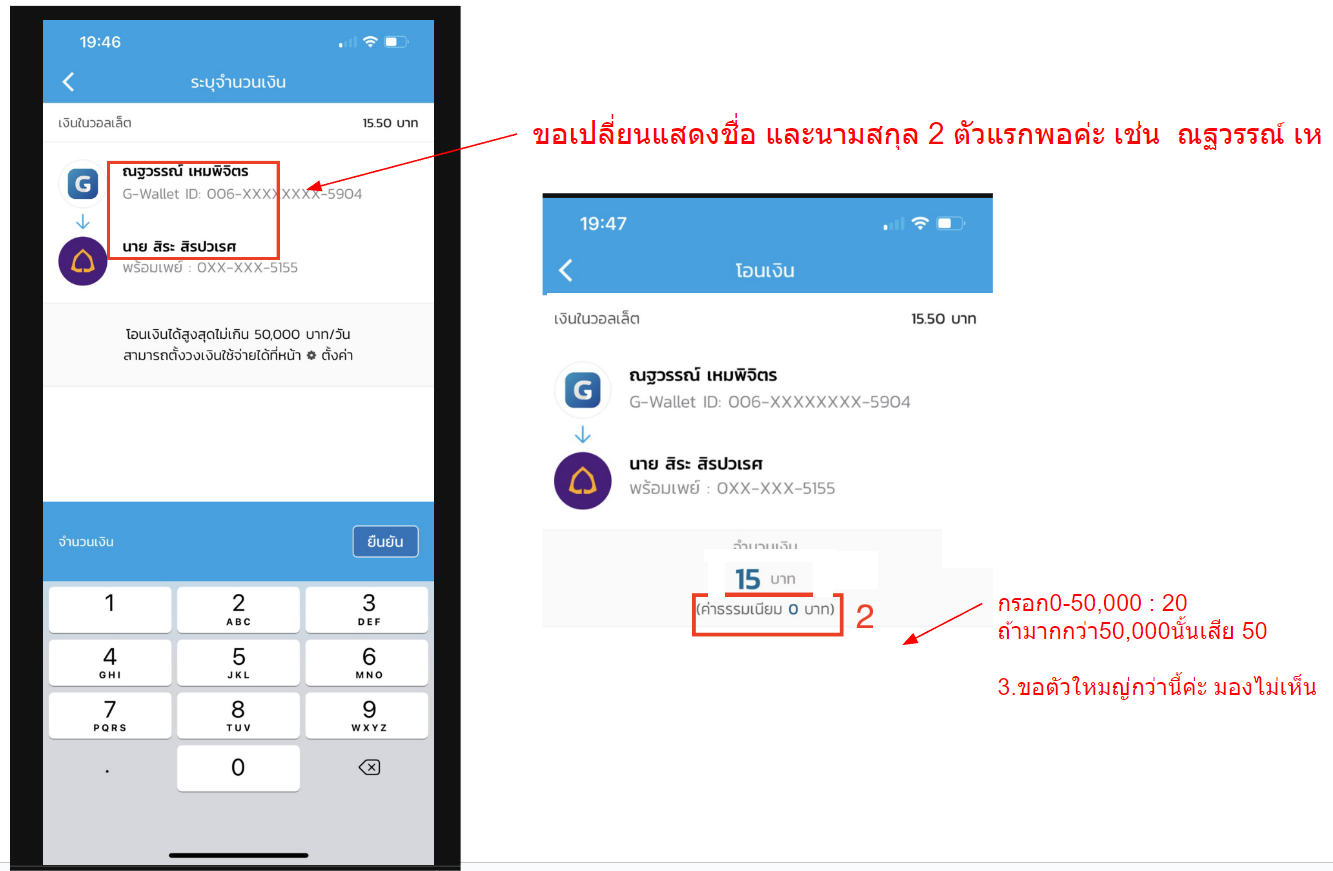 19:46
ระบุจำนวนเงิน
เงินในวอลเล็ต 15.50 บาท
ณฐวรรณ์ เหมพิจิตร
G-Wallet ID: 006-XXXXXXXX-5904
นาย สิระ สิรปวเรศ
พร้อมเพย์ : 0XX-XXX-5155
โอนเงินได้สูงสุดไม่เกิน 50,000 บาท/วัน
สามารถตั้งวงเงินใช้จ่ายได้ที่หน้า ตั้งค่า
จำนวนเงิน ยืนยัน
1 2 3
ABC DEF
4 5 6
GHI JKL MNO
7 8 9
PQRS TUV WXYZ
. 0
ขอเปลี่ยนแสดงชื่อ และนามสกุล 2 ตัวแรกพอค่ะ เช่น ณฐวรรณ์ เห
19:47
โอนเงิน
เงินในวอลเล็ต 15.50 บาท
ณฐวรรณ์ เหมพิจิตร
G-Wallet ID: 006-XXXXXXXX-5904
นาย สิระ สิรปวเรศ
พร้อมเพย์ : 0XX-XXX-5155
จำนวนเงิน
15 บาท
(ค่าธรรมเนียม 0 บาท) 2
กรอก0-50,000 : 20
ถ้ามากกว่า50,000นั้นเสีย 50
3.ขอตัวใหมญ่กว่านี้ค่ะ มองไม่เห็น